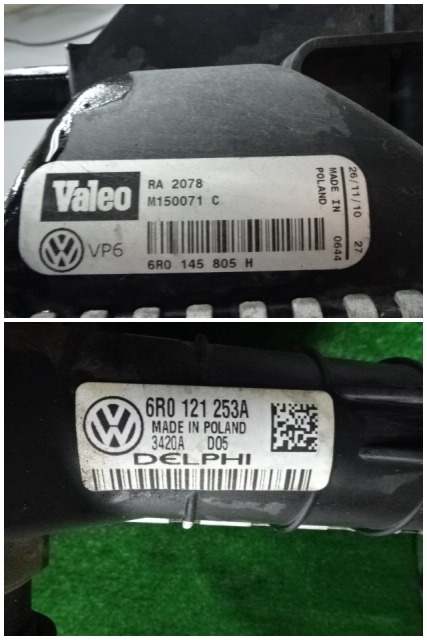 Valeo
RA 2078
M150071 C
VP6
6R0 145 805 H
MADE IN
POLAND
26/11/10
27
0644
6R0 121 253A
MADE IN POLAND
3420A D05
DELPHI